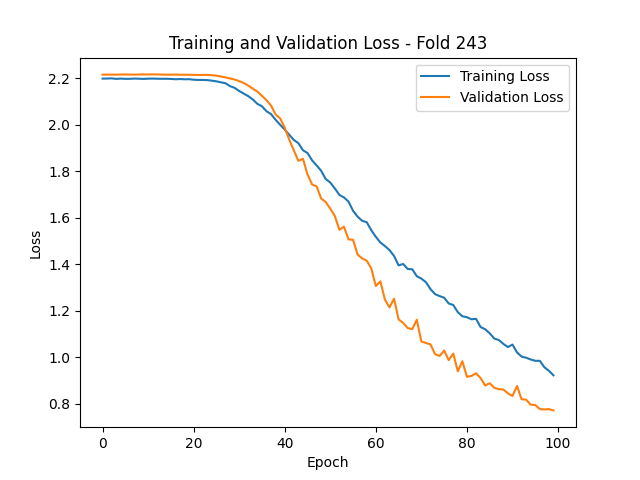 Training and Validation Loss - Fold 243
Training Loss
Validation Loss
Loss
2.2
2.0
1.8
1.6
1.4
1.2
1.0
0.8
0
20
40
60
80
100
Epoch